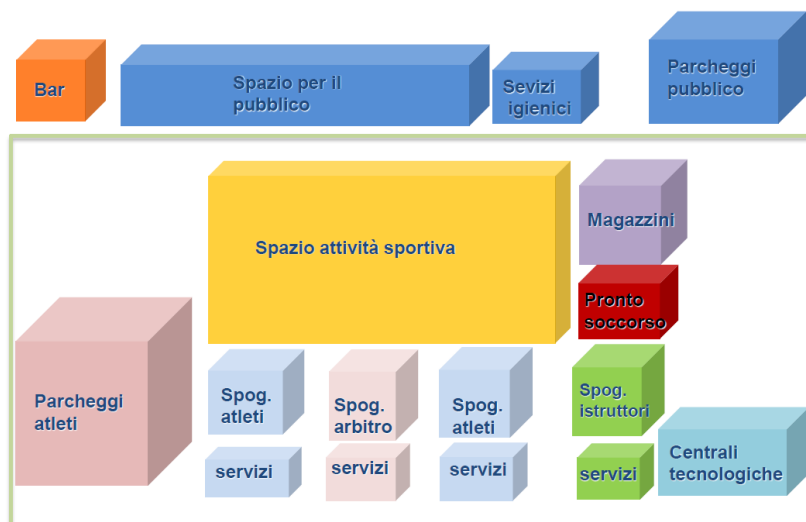 Bar
Spazio per il
pubblico
Sevizi
igienici
Parcheggi
pubblico
Spazio attività sportiva
Magazzini
Pronto
soccorso
Parcheggi
atleti
Spog.
atleti
Spog.
arbitro
Spog.
atleti
Spog.
istruttori
servizi
servizi
servizi
servizi
Centrali
tecnologiche